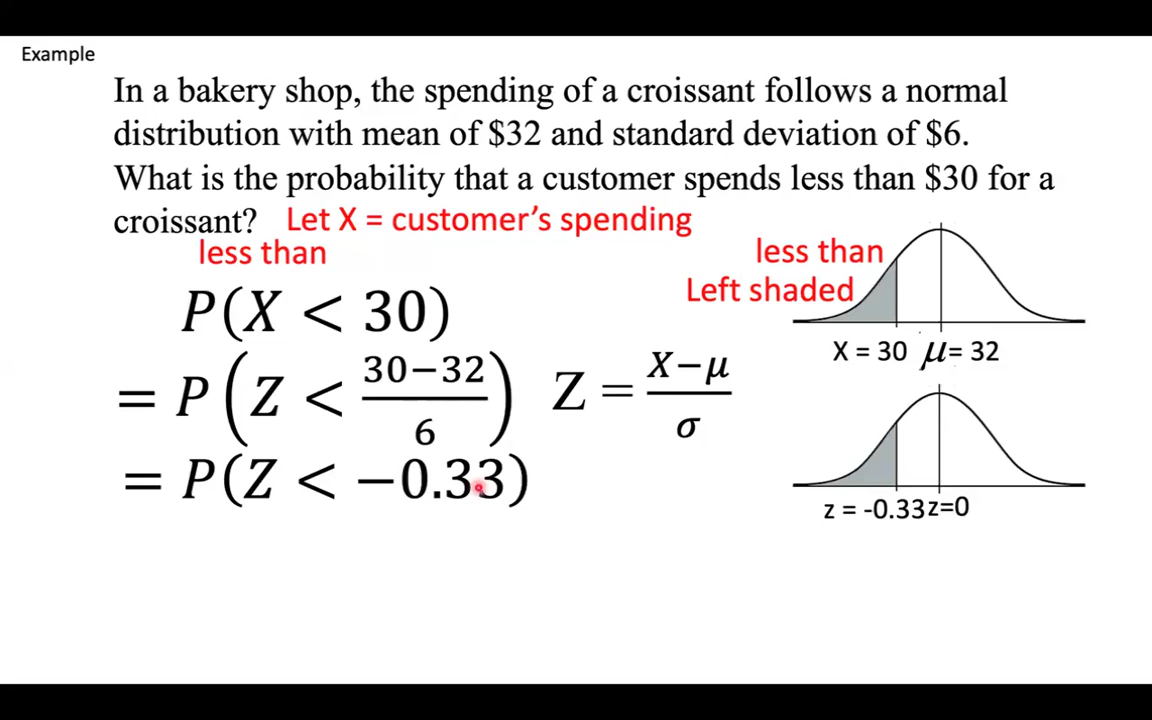 Example
In a bakery shop, the spending of a croissant follows a normal
distribution with mean of $32 and standard deviation of $6.
What is the probability that a customer spends less than $30 for a
croissant? Let X = customer’s spending
less than
P(X < 30)
= P(Z < (30−32)/6) Z = (X−μ)/σ
= P(Z < −0.33)
less than
Left shaded
X = 30 μ= 32
z = -0.33 z=0